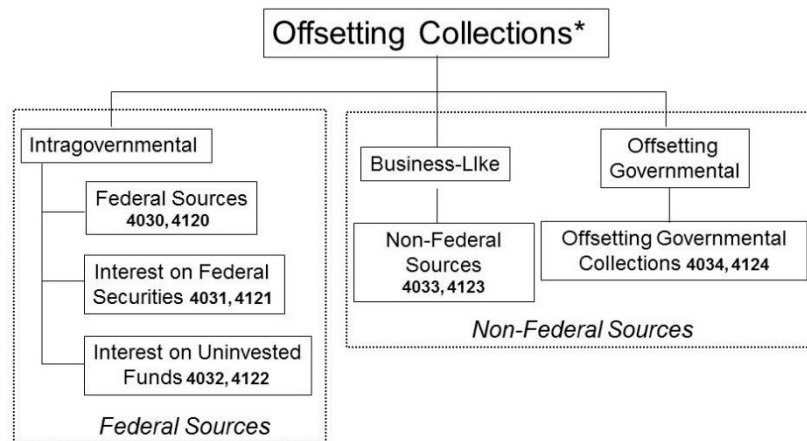 Offsetting Collections*
Intragovernmental
Federal Sources
4030, 4120
Interest on Federal
Securities 4031, 4121
Interest on Uninvested
Funds 4032, 4122
Federal Sources
Business-LIke
Non-Federal
Sources
4033, 4123
Offsetting
Governmental
Offsetting Governmental
Collections 4034, 4124
Non-Federal Sources